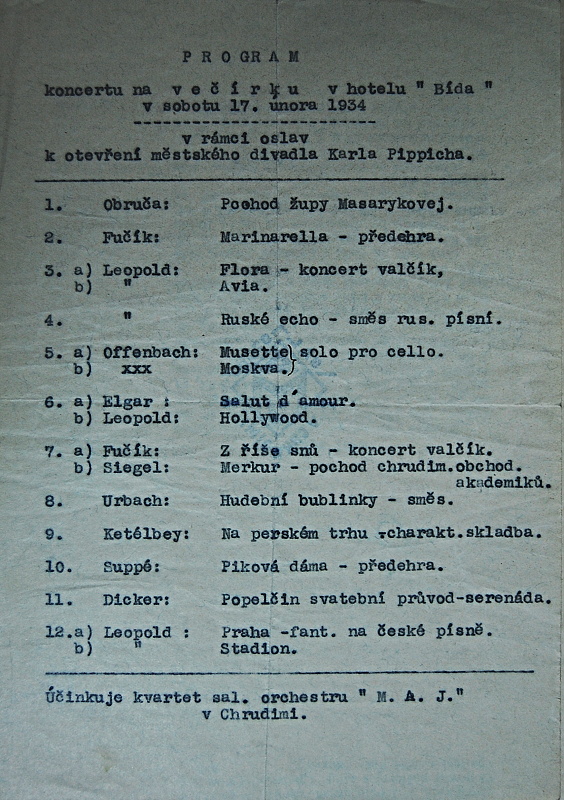 P R O G R A M
koncertu na v e č í r k u v hotelu " Bída "
v sobotu 17. února 1934
------------------------
v rámci oslav
k otevření městského divadla Karla Pippicha.
1. Obruča: Pochod župy Masarykovej.
2. Fučík: Marinarella - předehra.
3. a) Leopold: Flora - koncert valčík,
b) " Avia.
4. " Ruské echo - směs rus. písní.
5. a) Offenbach: Musette) solo pro cello.
b) xxx Moskva.)
6. a) Elgar : Salut d´amour.
b) Leopold: Hollywood.
7. a) Fučík: Z říše snů - koncert valčík.
b) Siegel: Merkur - pochod chrudim.obchod.
akademiků.
8. Urbach: Hudební bublinky - směs.
9. Ketélbey: Na perském trhu -charakt.skladba.
10. Suppé: Piková dáma - předehra.
11. Dicker: Popelčin svatební průvod-serenáda.
12.a) Leopold : Praha -fant. na české písně.
b) " Stadion.
Účinkuje kvartet sal. orchestru " M. A. J."
v Chrudimi.